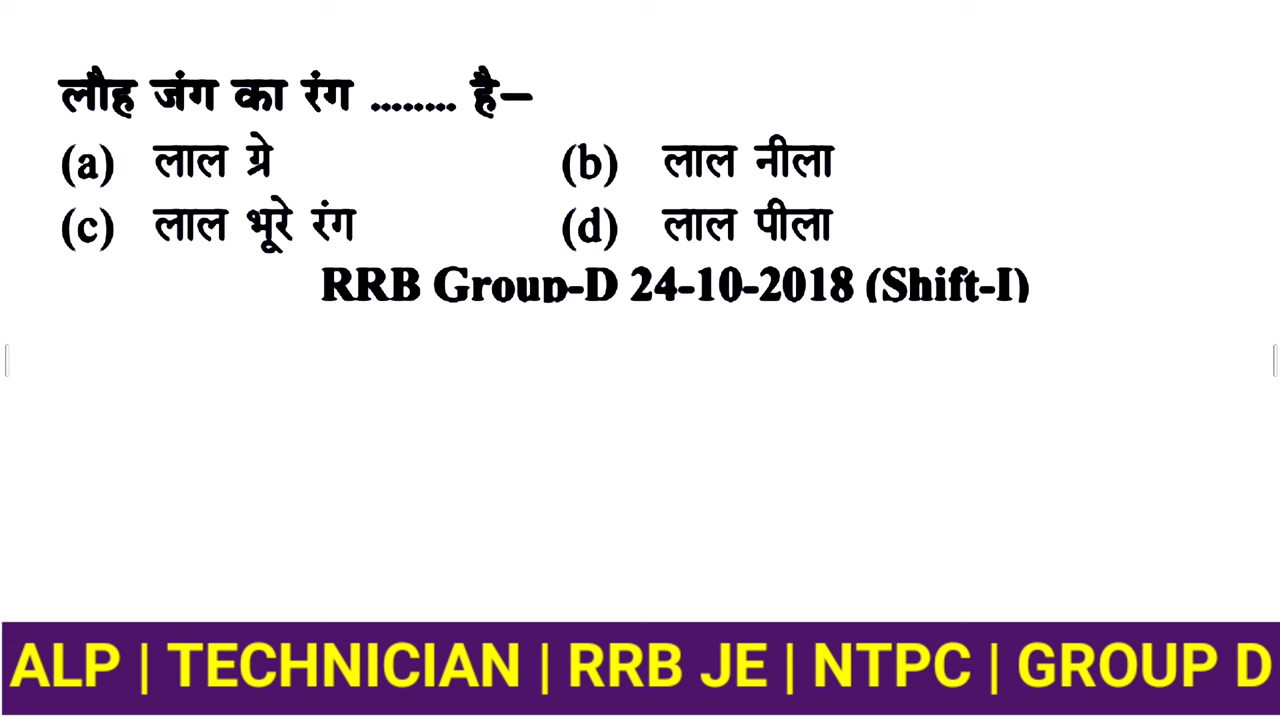 लौह जंग का रंग ........ है–
(a) लाल ग्रे (b) लाल नीला
(c) लाल भूरे रंग (d) लाल पीला
RRB Group-D 24-10-2018 (Shift-I)
ALP | TECHNICIAN | RRB JE | NTPC | GROUP D